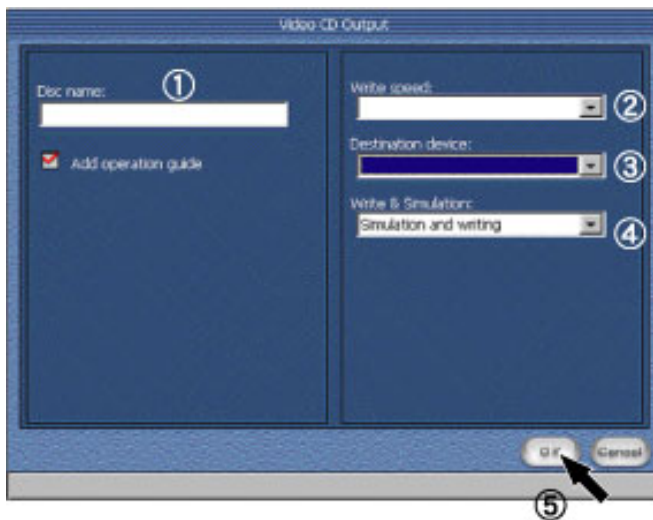 Video CD Output
Disc name:
①
Add operation guide
Write speed:
②
Destination device:
③
Write & Simulation:
Simulation and writing
④
OK
Cancel
⑤